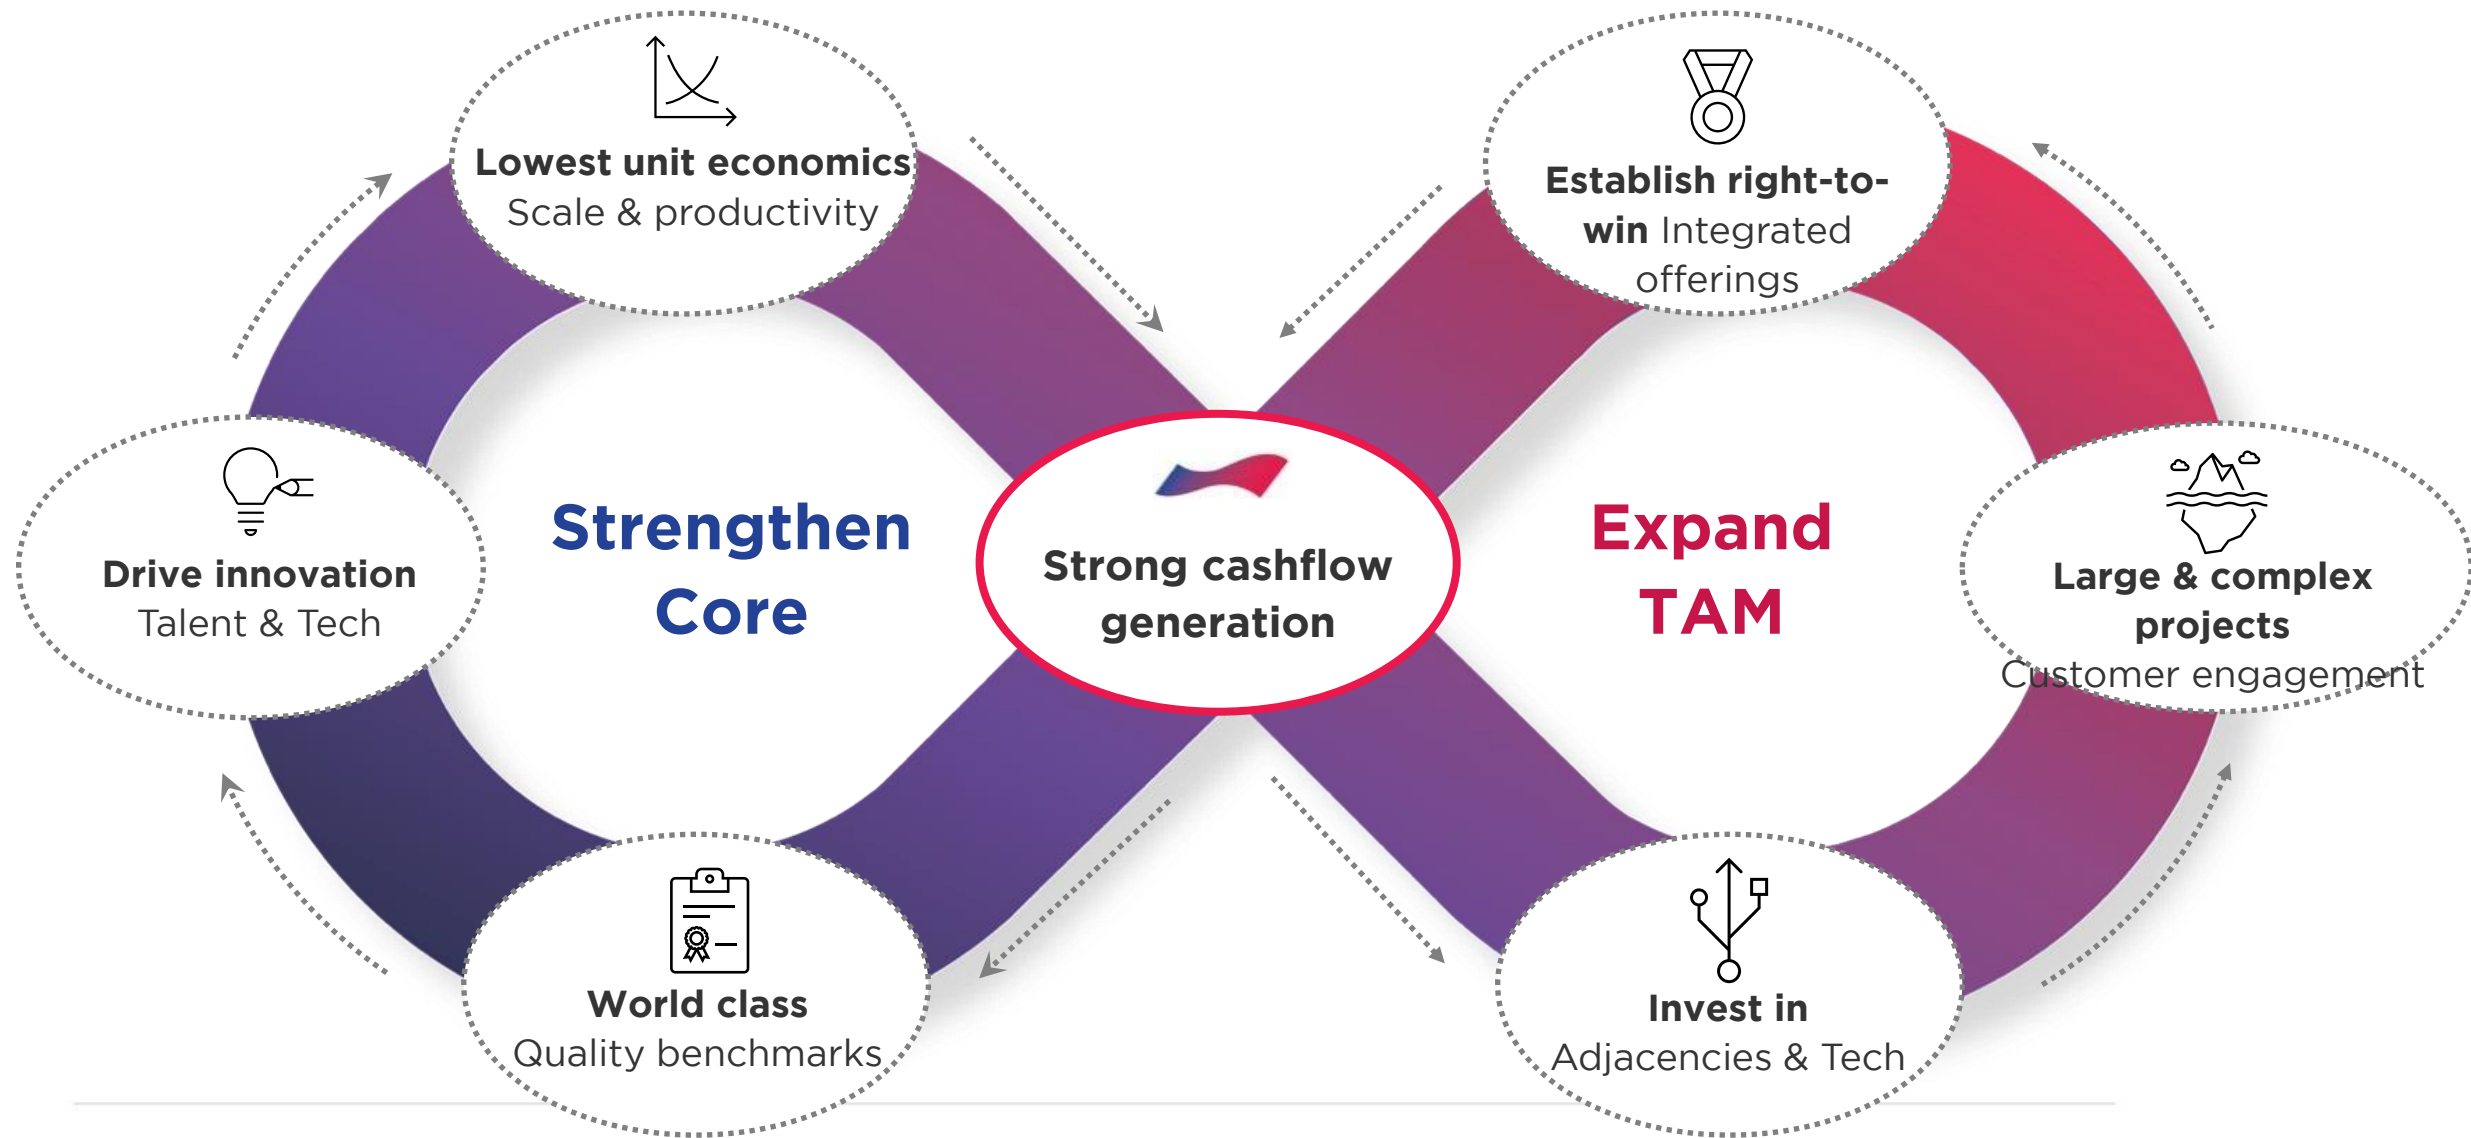 Lowest unit economics
Scale & productivity
Establish right-to-
win Integrated
offerings
Drive innovation
Talent & Tech
Strengthen
Core
Strong cashflow
generation
Expand
TAM
Large & complex
projects
Customer engagement
World class
Quality benchmarks
Invest in
Adjacencies & Tech